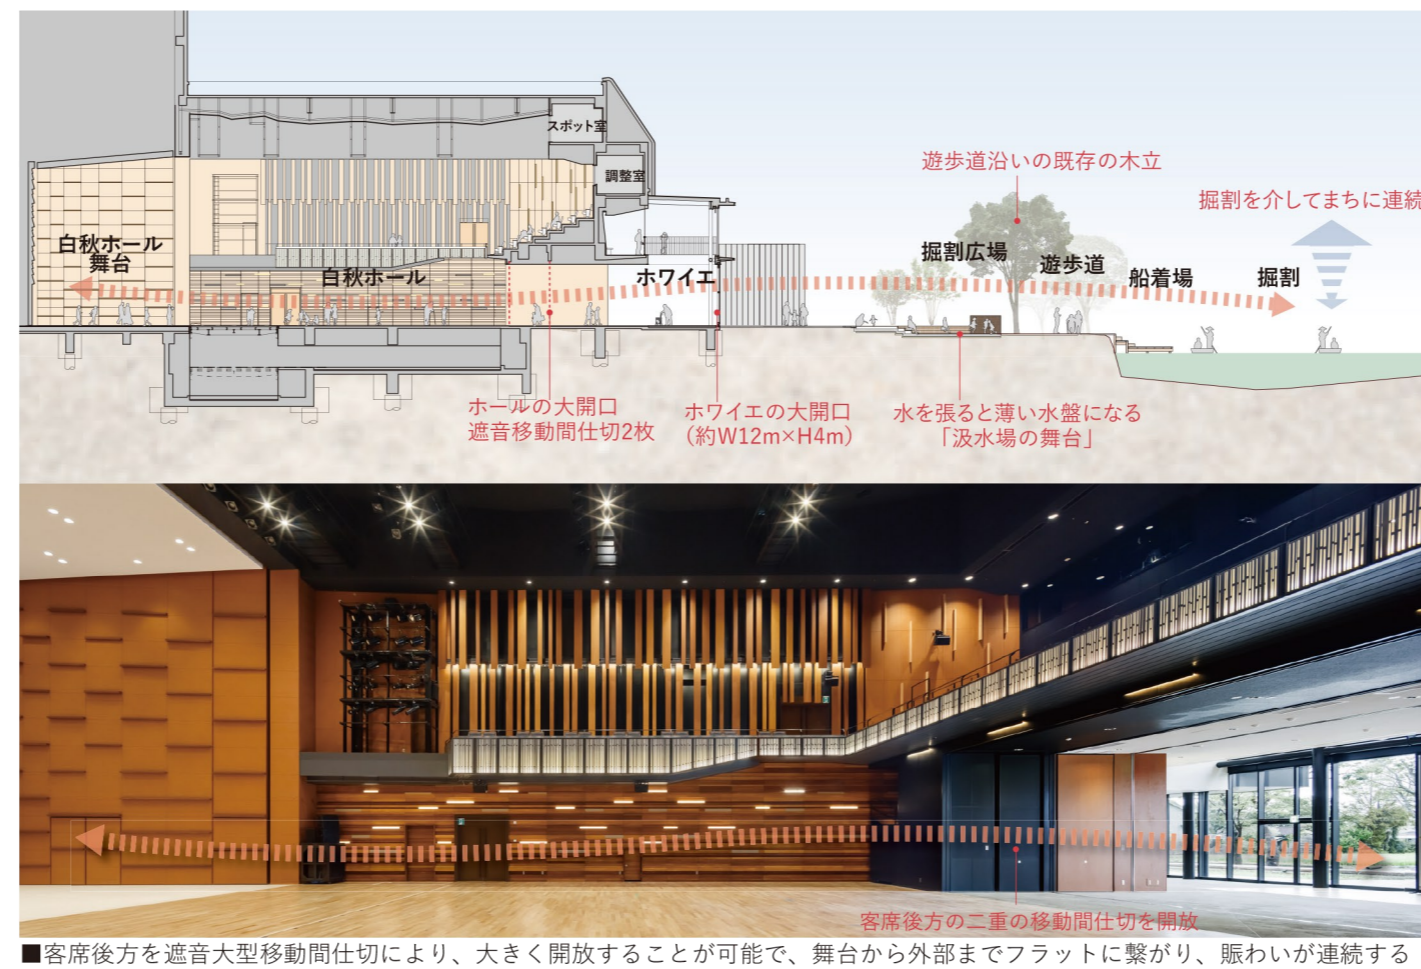 スポット室
調整室
遊歩道沿いの既存の木立
掘割を介してまちに連続
白秋ホール
舞台
白秋ホール
ホワイエ
掘割広場
遊歩道
船着場
掘割
ホールの大開口
遮音移動間仕切2枚
ホワイエの大開口
（約W12m×H4m）
水を張ると薄い水盤になる
「汲水場の舞台」
客席後方の二重の移動間仕切を開放
■客席後方を遮音大型移動間仕切により、大きく開放することが可能で、舞台から外部までフラットに繋がり、賑わいが連続する